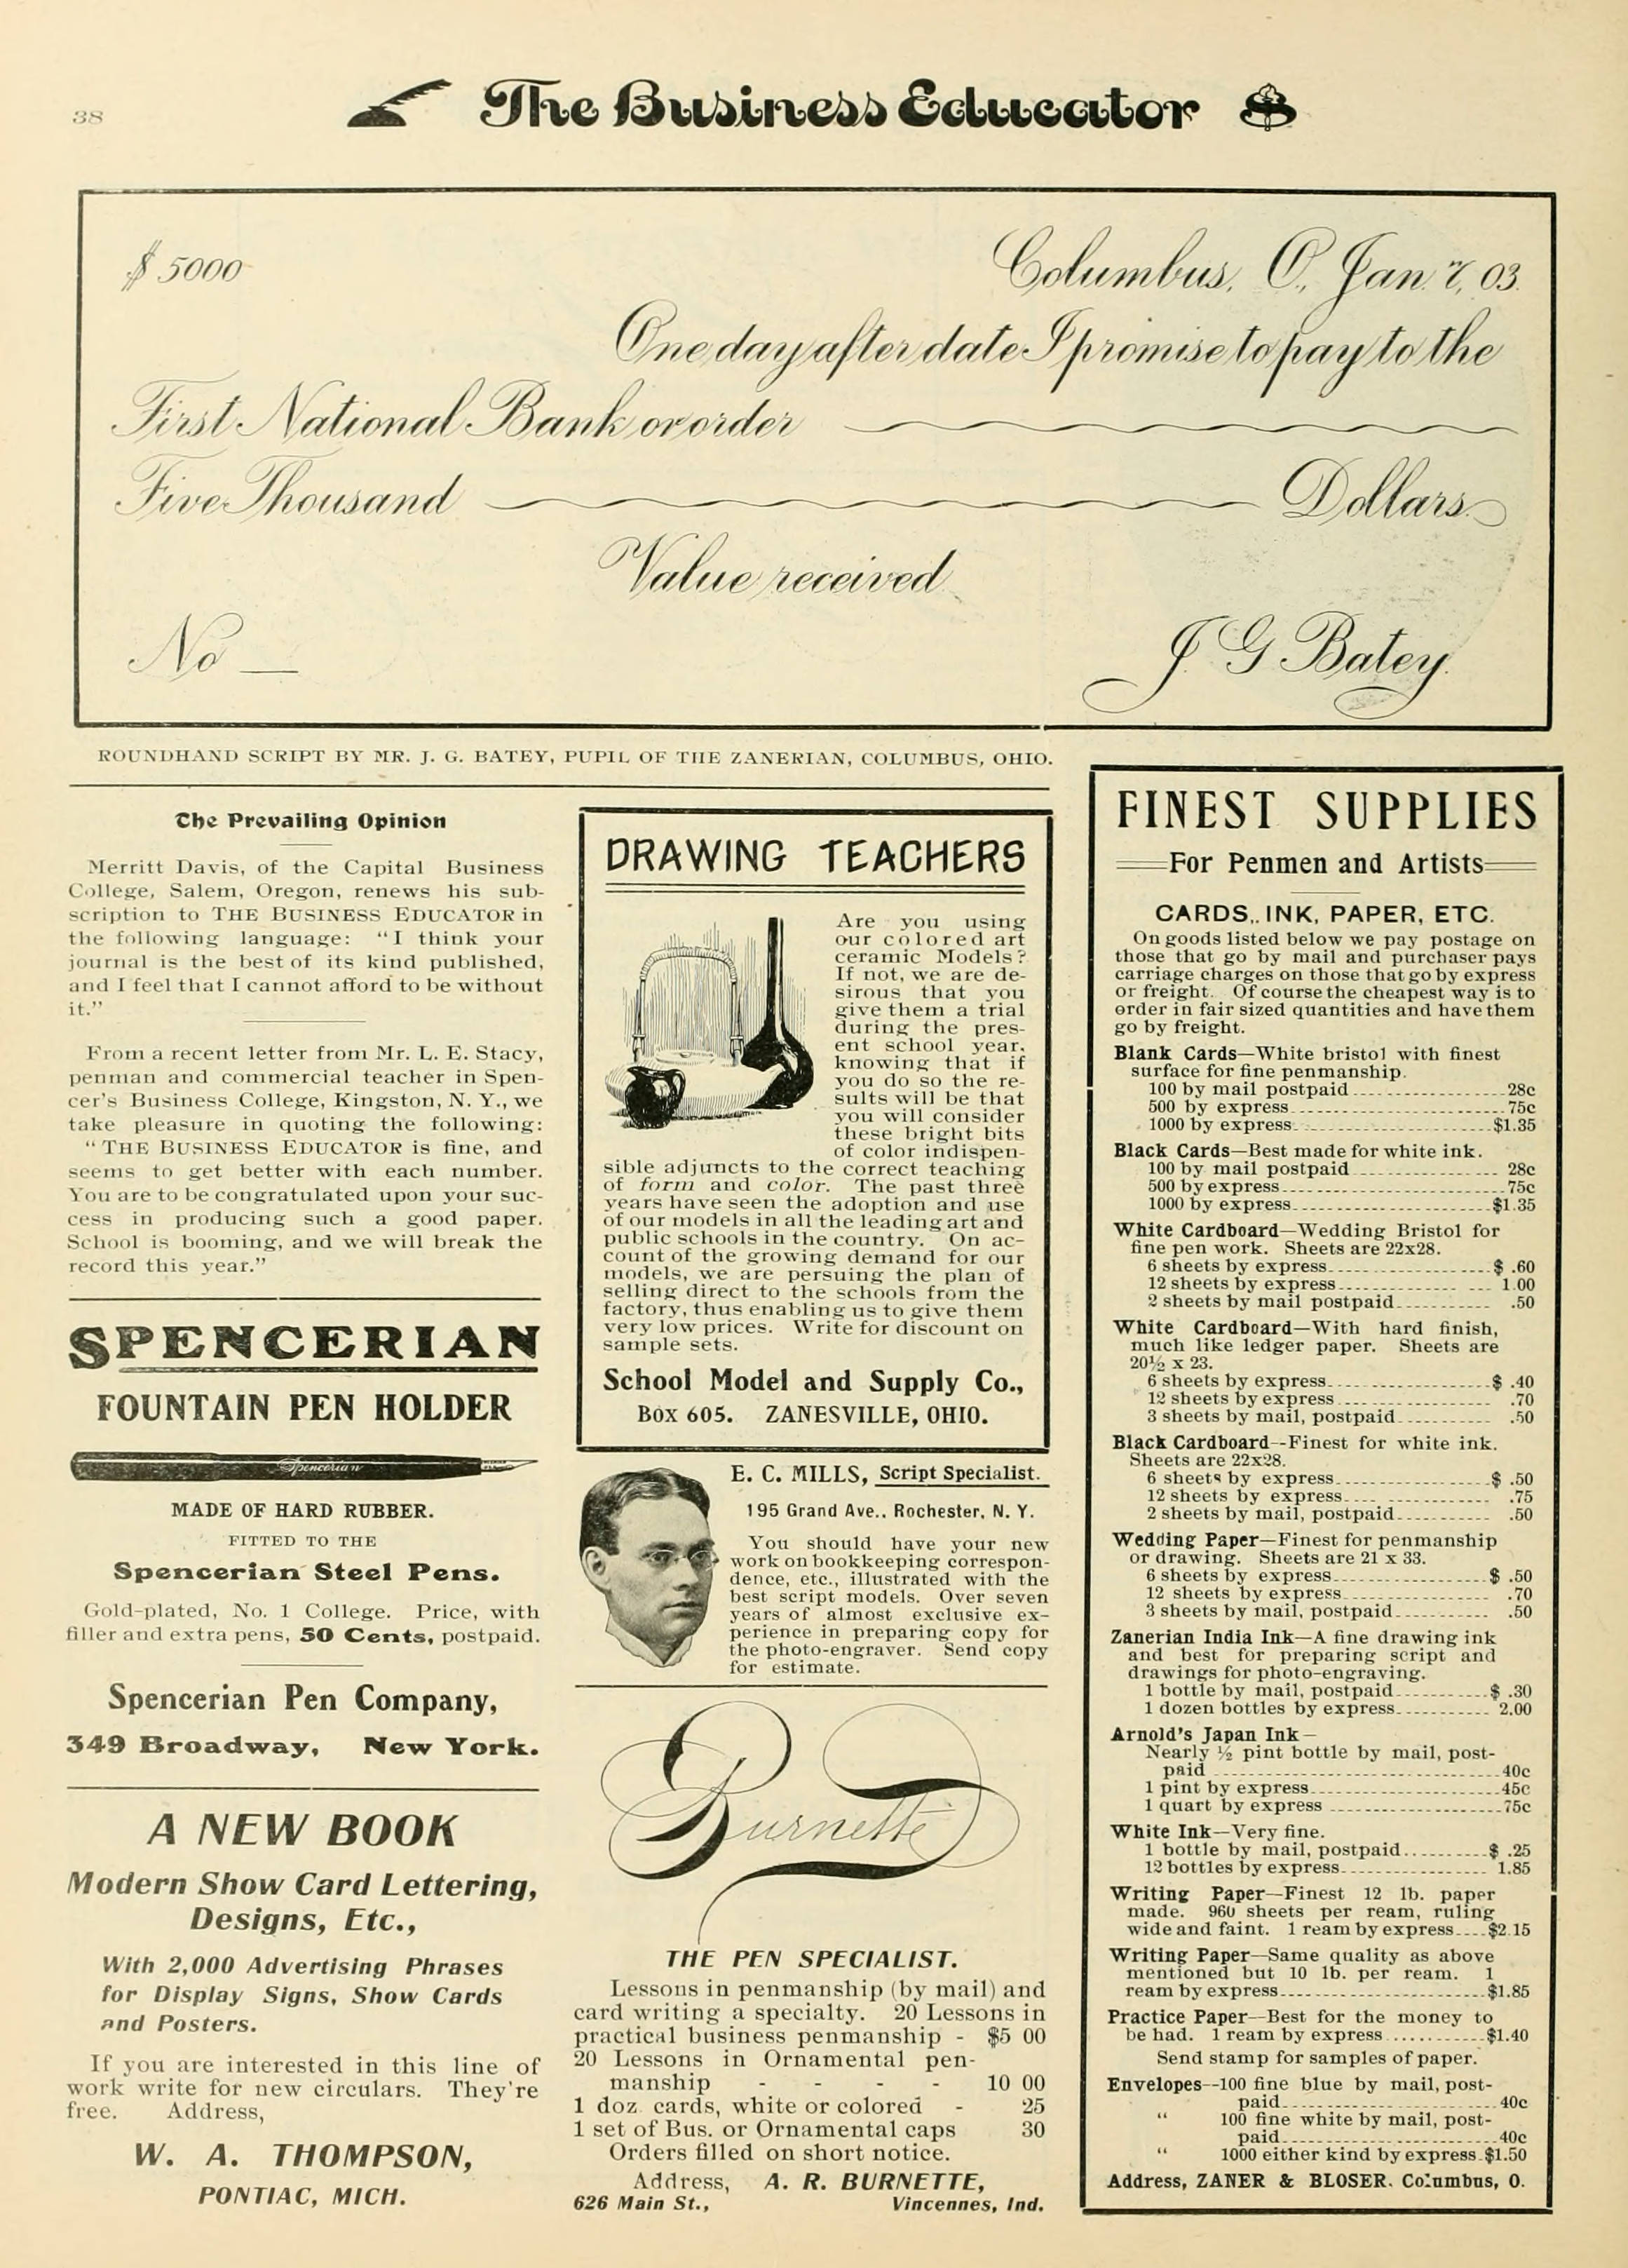 38
The Business Educator
$5000
Columbus, O., Jan. 7, 03.
One day after date I promise to pay to the
First National Bank or order
Five Thousand Dollars
Value received
No
J G Batey.
ROUNDHAND SCRIPT BY MR. J. G. BATEY, PUPIL OF THE ZANERIAN, COLUMBUS, OHIO.
The Prevailing Opinion
Merritt Davis, of the Capital Business
College, Salem, Oregon, renews his sub-
scription to THE BUSINESS EDUCATOR in
the following language: "I think your
journal is the best of its kind published,
and I feel that I cannot afford to be without
it."
From a recent letter from Mr. L. E. Stacy,
penman and commercial teacher in Spen-
cer's Business College, Kingston, N. Y., we
take pleasure in quoting the following:
"THE BUSINESS EDUCATOR is fine, and
seems to get better with each number.
You are to be congratulated upon your suc-
cess in producing such a good paper.
School is booming, and we will break the
record this year."
SPENCERIAN
FOUNTAIN PEN HOLDER
Spencerian
MADE OF HARD RUBBER.
FITTED TO THE
Spencerian Steel Pens.
Gold-plated, No. 1 College. Price, with
filler and extra pens, 50 Cents, postpaid.
Spencerian Pen Company,
349 Broadway, New York.
A NEW BOOK
Modern Show Card Lettering,
Designs, Etc.,
With 2,000 Advertising Phrases
for Display Signs, Show Cards
and Posters.
If you are interested in this line of
work write for new circulars. They're
free. Address,
W. A. THOMPSON,
PONTIAC, MICH.
DRAWING TEACHERS
Are you using
our colored art
ceramic Models?
If not, we are de-
sirous that you
give them a trial
during the pres-
ent school year,
knowing that if
you do so the re-
sults will be that
you will consider
these bright bits
of color indispen-
sible adjuncts to the correct teaching
of form and color. The past three
years have seen the adoption and use
of our models in all the leading art and
public schools in the country. On ac-
count of the growing demand for our
models, we are persuing the plan of
selling direct to the schools from the
factory, thus enabling us to give them
very low prices. Write for discount on
sample sets.
School Model and Supply Co.,
Box 605. ZANESVILLE, OHIO.
E. C. MILLS, Script Specialist.
195 Grand Ave., Rochester, N. Y.
You should have your new
work on bookkeeping correspon-
dence, etc., illustrated with the
best script models. Over seven
years of almost exclusive ex-
perience in preparing copy for
the photo-engraver. Send copy
for estimate.
Burnette
THE PEN SPECIALIST.
Lessons in penmanship (by mail) and
card writing a specialty. 20 Lessons in
practical business penmanship - $5 00
20 Lessons in Ornamental pen-
manship - - - - 10 00
1 doz. cards, white or colored - 25
1 set of Bus. or Ornamental caps 30
Orders filled on short notice.
Address, A. R. BURNETTE,
626 Main St., Vincennes, Ind.
FINEST SUPPLIES
For Penmen and Artists
CARDS, INK, PAPER, ETC.
On goods listed below we pay postage on
those that go by mail and purchaser pays
carriage charges on those that go by express
or freight. Of course the cheapest way is to
order in fair sized quantities and have them
go by freight.
Blank Cards—White bristol with finest
surface for fine penmanship.
100 by mail postpaid 28c
500 by express 75c
1000 by express $1.35
Black Cards—Best made for white ink.
100 by mail postpaid 28c
500 by express 75c
1000 by express $1.35
White Cardboard—Wedding Bristol for
fine pen work. Sheets are 22x28.
6 sheets by express $ .60
12 sheets by express 1.00
2 sheets by mail postpaid .50
White Cardboard—With hard finish,
much like ledger paper. Sheets are
20½ x 23.
6 sheets by express $ .40
12 sheets by express .70
3 sheets by mail, postpaid .50
Black Cardboard--Finest for white ink.
Sheets are 22x28.
6 sheets by express $ .50
12 sheets by express .75
2 sheets by mail, postpaid .50
Wedding Paper—Finest for penmanship
or drawing. Sheets are 21 x 33.
6 sheets by express $ .50
12 sheets by express .70
3 sheets by mail, postpaid .50
Zanerian India Ink—A fine drawing ink
and best for preparing script and
drawings for photo-engraving.
1 bottle by mail, postpaid $ .30
1 dozen bottles by express 2.00
Arnold's Japan Ink—
Nearly ½ pint bottle by mail, post-
paid 40c
1 pint by express 45c
1 quart by express 75c
White Ink—Very fine.
1 bottle by mail, postpaid $ .25
12 bottles by express 1.85
Writing Paper—Finest 12 lb. paper
made. 960 sheets per ream, ruling
wide and faint. 1 ream by express $2.15
Writing Paper—Same quality as above
mentioned but 10 lb. per ream. 1
ream by express $1.85
Practice Paper—Best for the money to
be had. 1 ream by express $1.40
Send stamp for samples of paper.
Envelopes--100 fine blue by mail, post-
paid 40c
" 100 fine white by mail, post-
paid 40c
" 1000 either kind by express $1.50
Address, ZANER & BLOSER, Columbus, O.